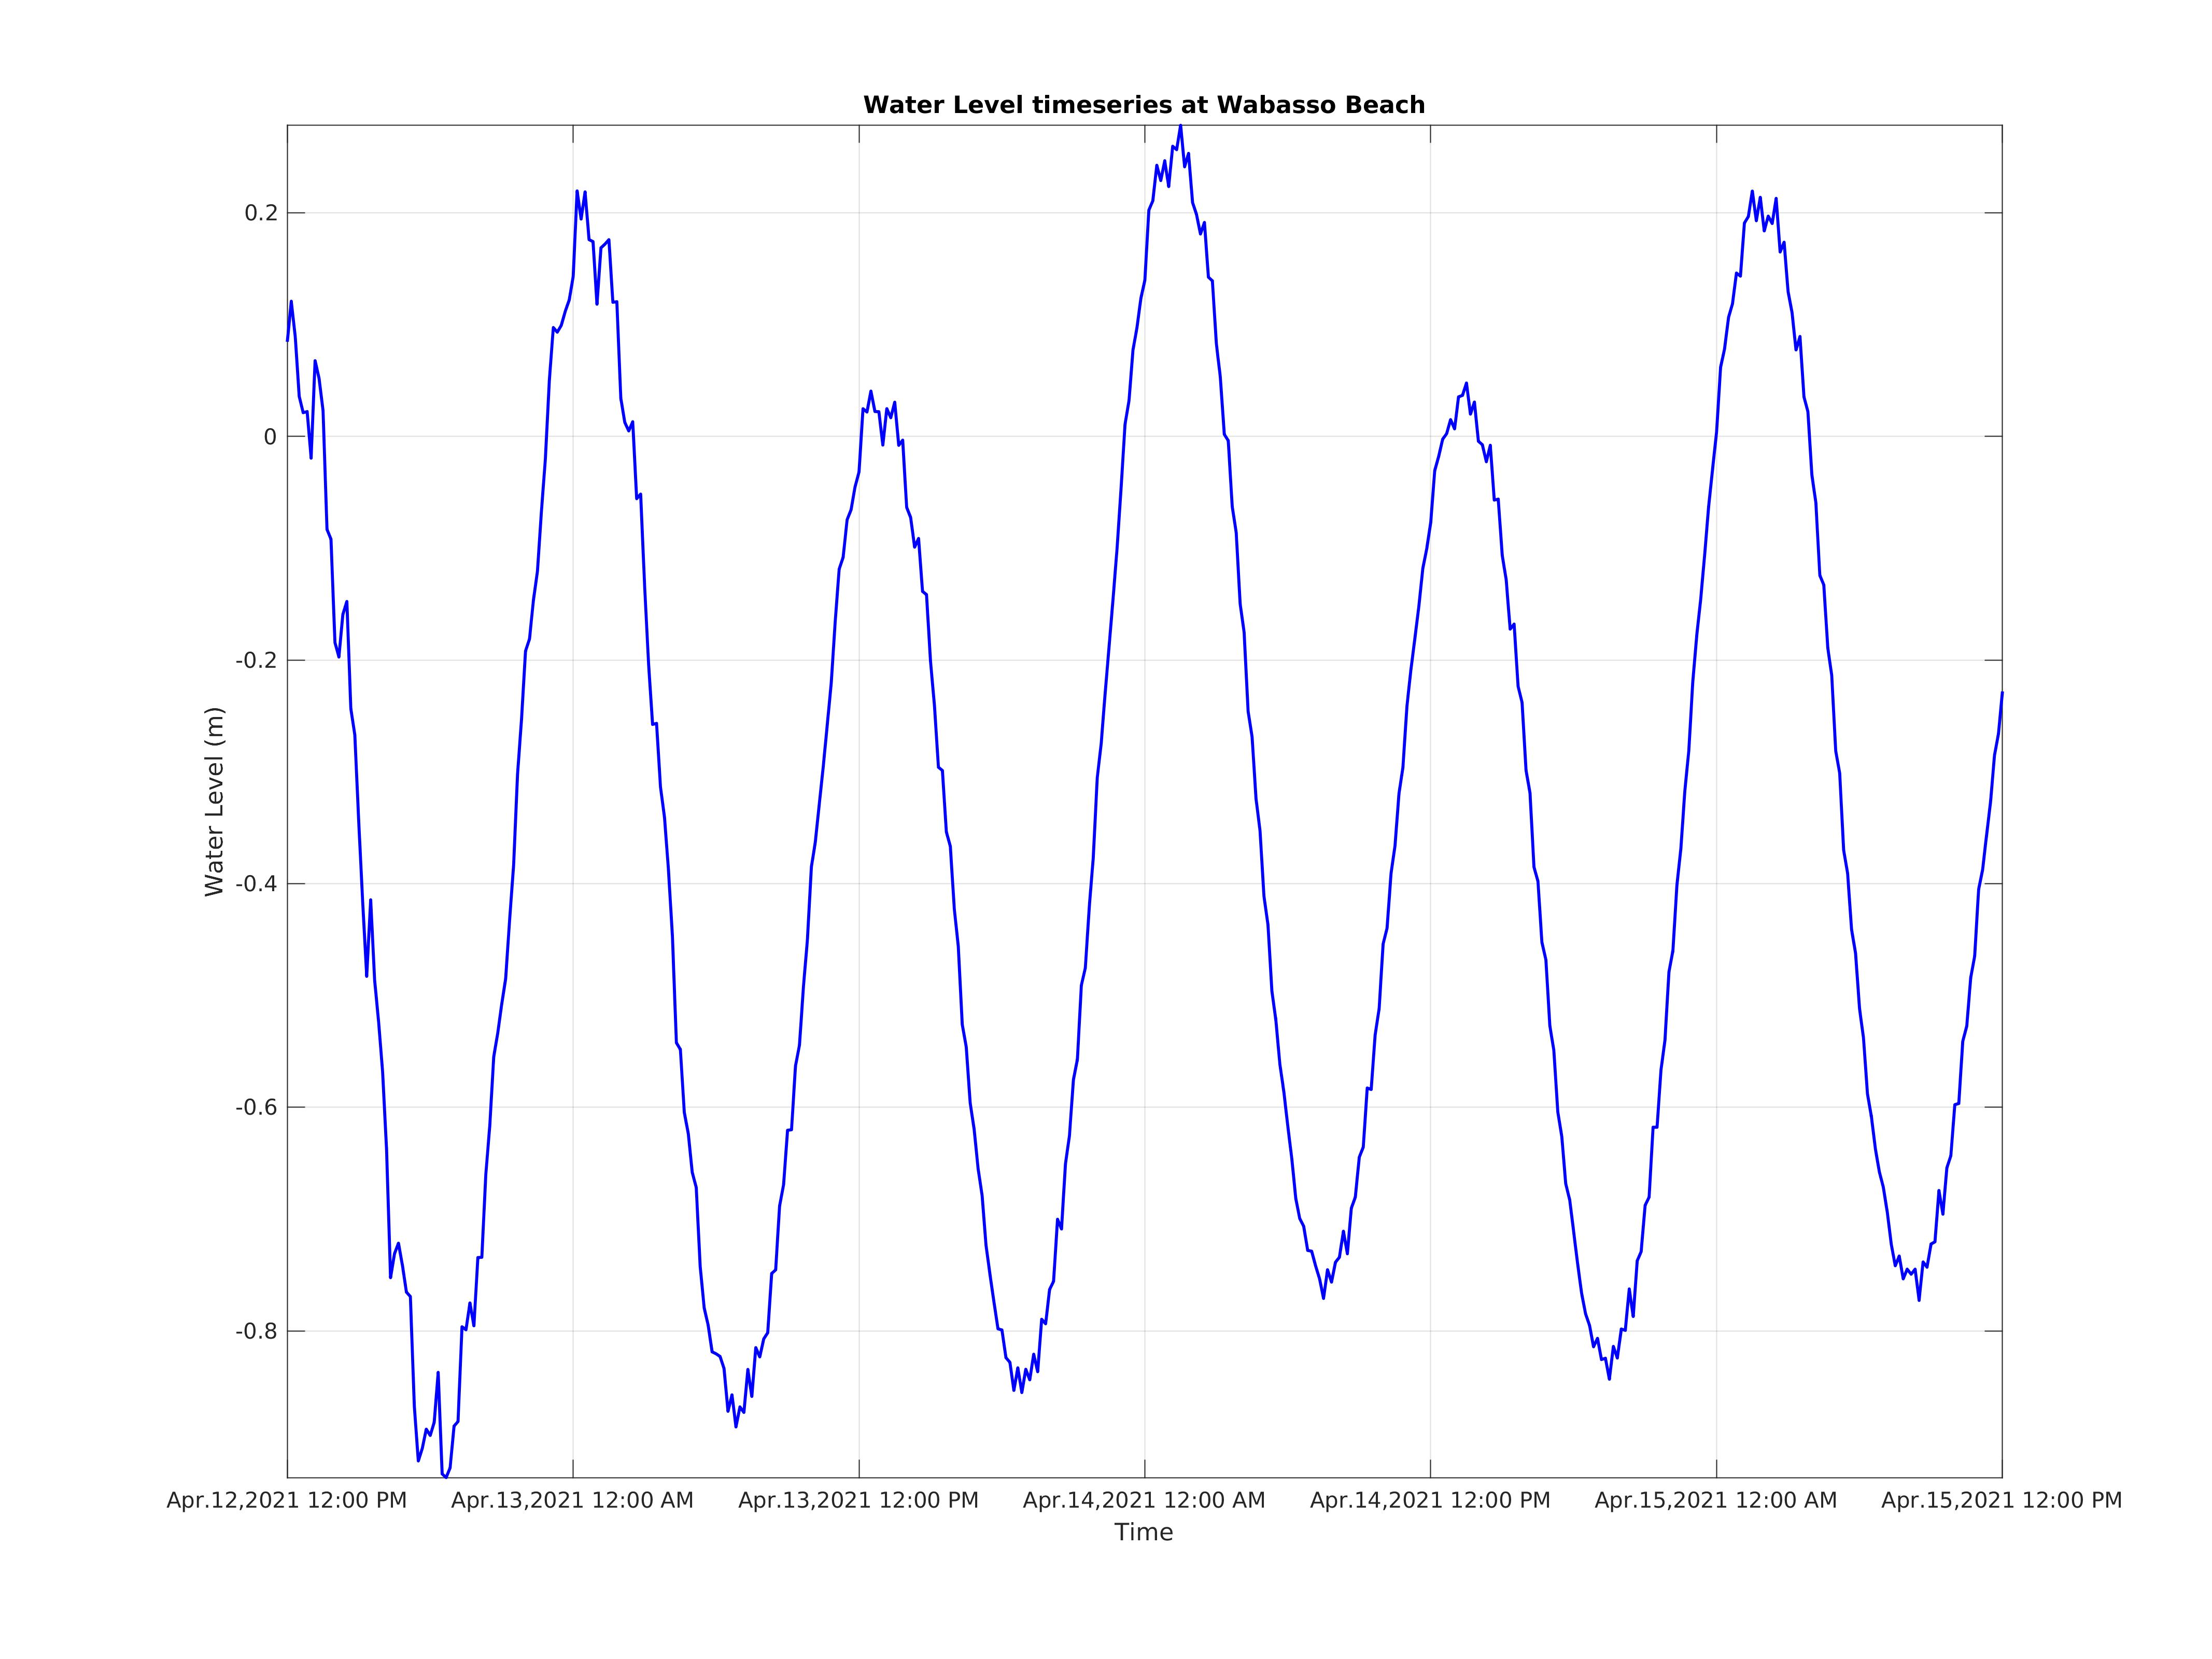 Water Level timeseries at Wabasso Beach
0.2
0
-0.2
-0.4
-0.6
-0.8
Water Level (m)
Apr.12,2021 12:00 PM
Apr.13,2021 12:00 AM
Apr.13,2021 12:00 PM
Apr.14,2021 12:00 AM
Apr.14,2021 12:00 PM
Apr.15,2021 12:00 AM
Apr.15,2021 12:00 PM
Time